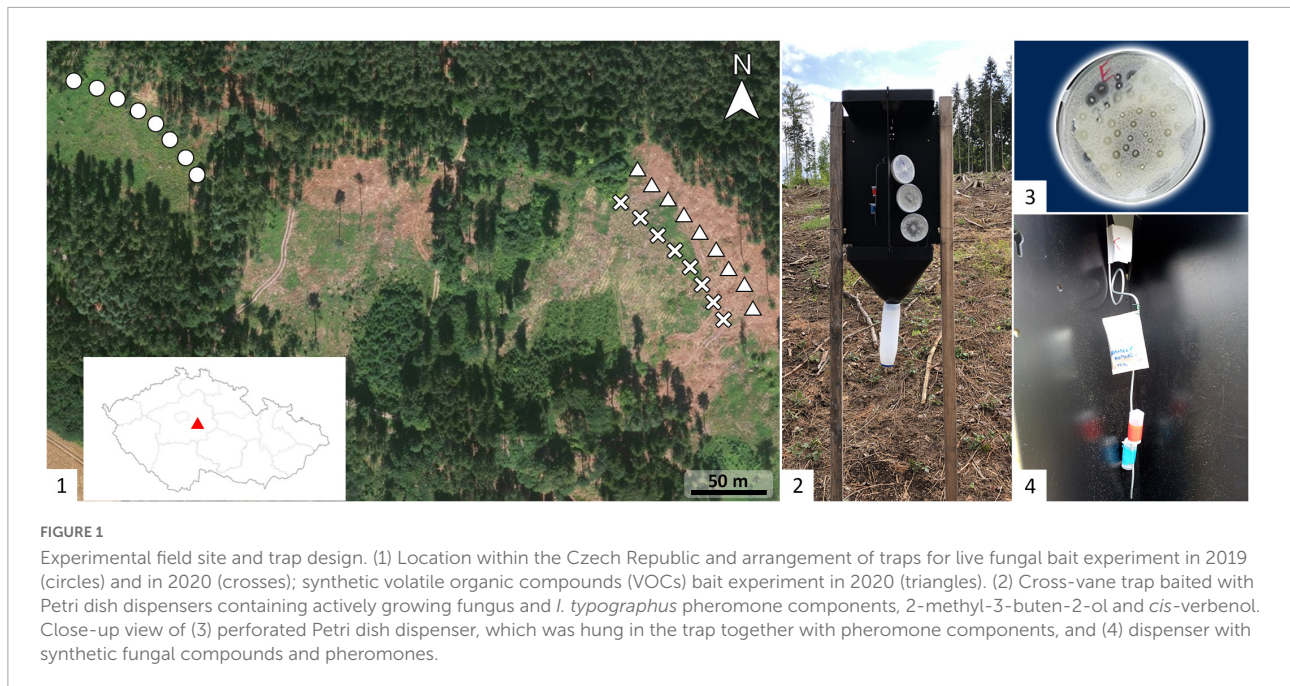 N
50 m
1
2
3
4
FIGURE 1
Experimental field site and trap design. (1) Location within the Czech Republic and arrangement of traps for live fungal bait experiment in 2019
(circles) and in 2020 (crosses); synthetic volatile organic compounds (VOCs) bait experiment in 2020 (triangles). (2) Cross-vane trap baited with
Petri dish dispensers containing actively growing fungus and I. typographus pheromone components, 2-methyl-3-buten-2-ol and cis-verbenol.
Close-up view of (3) perforated Petri dish dispenser, which was hung in the trap together with pheromone components, and (4) dispenser with
synthetic fungal compounds and pheromones.